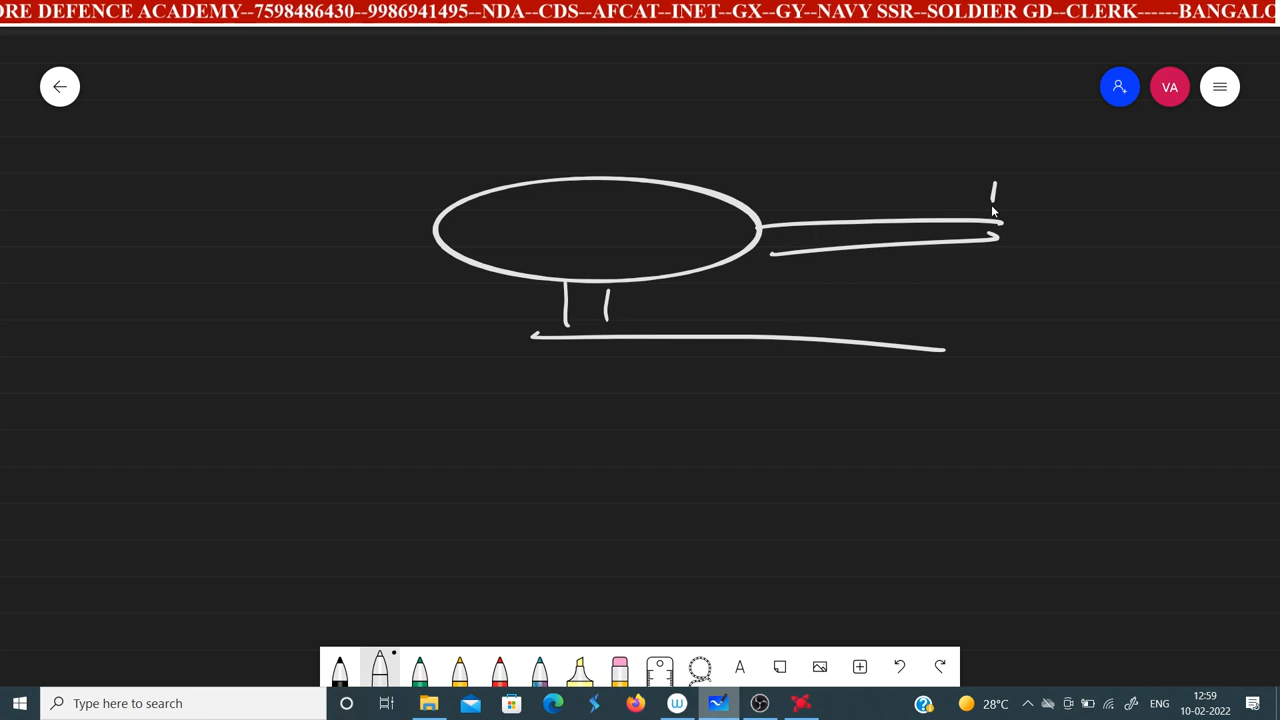 ORE DEFENCE ACADEMY--7598486430--9986941495--NDA--CDS--AFCAT--INET--GX--GY--NAVY SSR--SOLDIER GD--CLERK------BANGALO
VA
A
Type here to search
28°C
ENG
12:59
10-02-2022